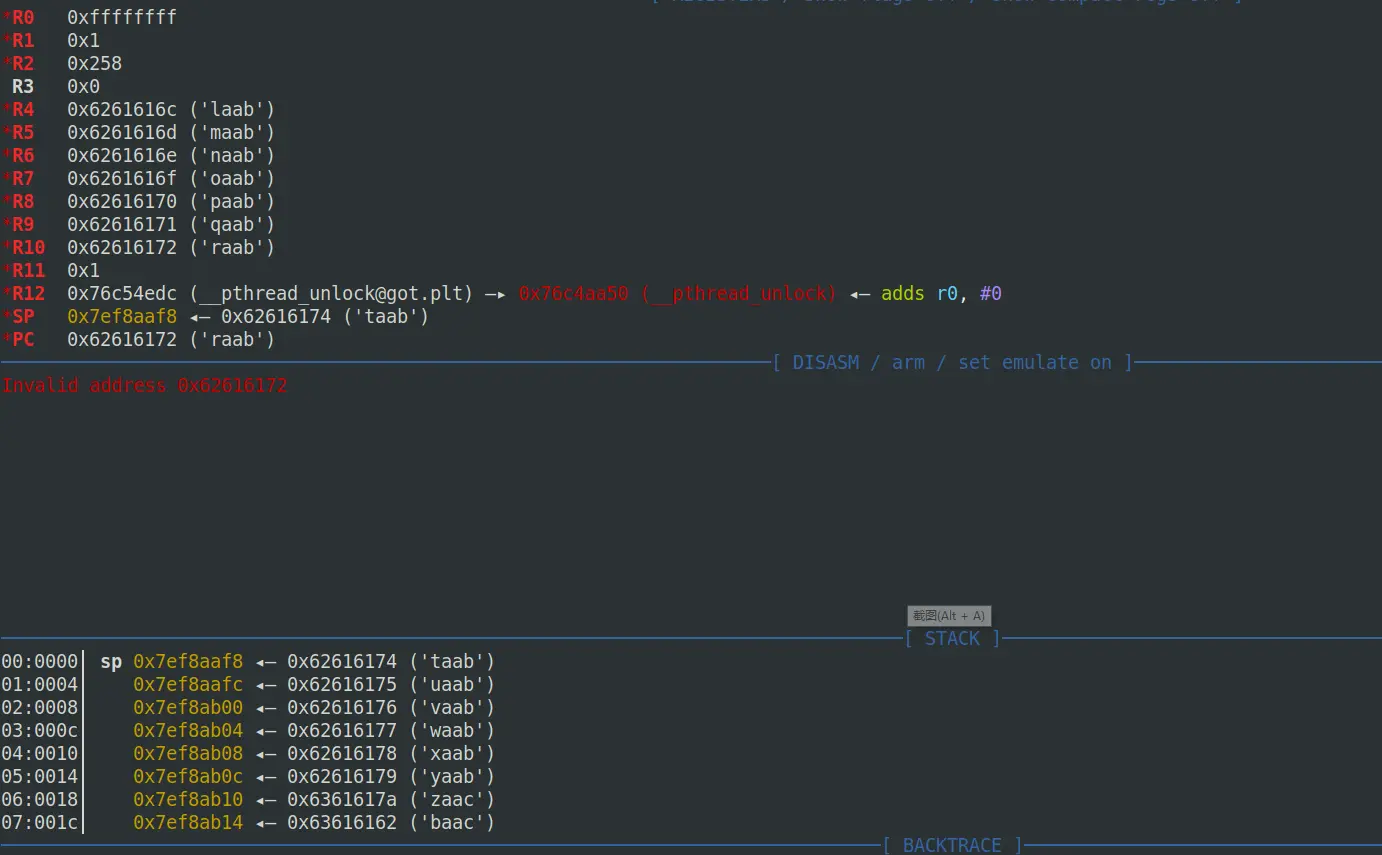 *R0 0xffffffff
*R1 0x1
*R2 0x258
R3 0x0
*R4 0x6261616c ('laab')
*R5 0x6261616d ('maab')
*R6 0x6261616e ('naab')
*R7 0x6261616f ('oaab')
*R8 0x62616170 ('paab')
*R9 0x62616171 ('qaab')
*R10 0x62616172 ('raab')
*R11 0x1
*R12 0x76c54edc (__pthread_unlock@got.plt) —▸ 0x76c4aa50 (__pthread_unlock) ◂— adds r0, #0
*SP 0x7ef8aaf8 ◂— 0x62616174 ('taab')
*PC 0x62616172 ('raab')
[ DISASM / arm / set emulate on ]
Invalid address 0x62616172
截图(Alt + A)
[ STACK ]
00:0000│ sp 0x7ef8aaf8 ◂— 0x62616174 ('taab')
01:0004│ 0x7ef8aafc ◂— 0x62616175 ('uaab')
02:0008│ 0x7ef8ab00 ◂— 0x62616176 ('vaab')
03:000c│ 0x7ef8ab04 ◂— 0x62616177 ('waab')
04:0010│ 0x7ef8ab08 ◂— 0x62616178 ('xaab')
05:0014│ 0x7ef8ab0c ◂— 0x62616179 ('yaab')
06:0018│ 0x7ef8ab10 ◂— 0x6361617a ('zaac')
07:001c│ 0x7ef8ab14 ◂— 0x63616162 ('baac')
[ BACKTRACE ]